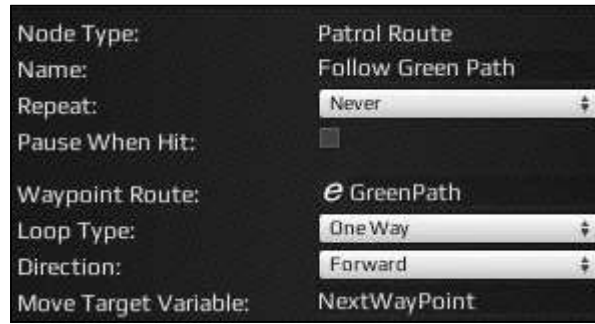 Node Type: Patrol Route
Name: Follow Green Path
Repeat: Never
Pause When Hit:
Waypoint Route: e GreenPath
Loop Type: One Way
Direction: Forward
Move Target Variable: NextWayPoint